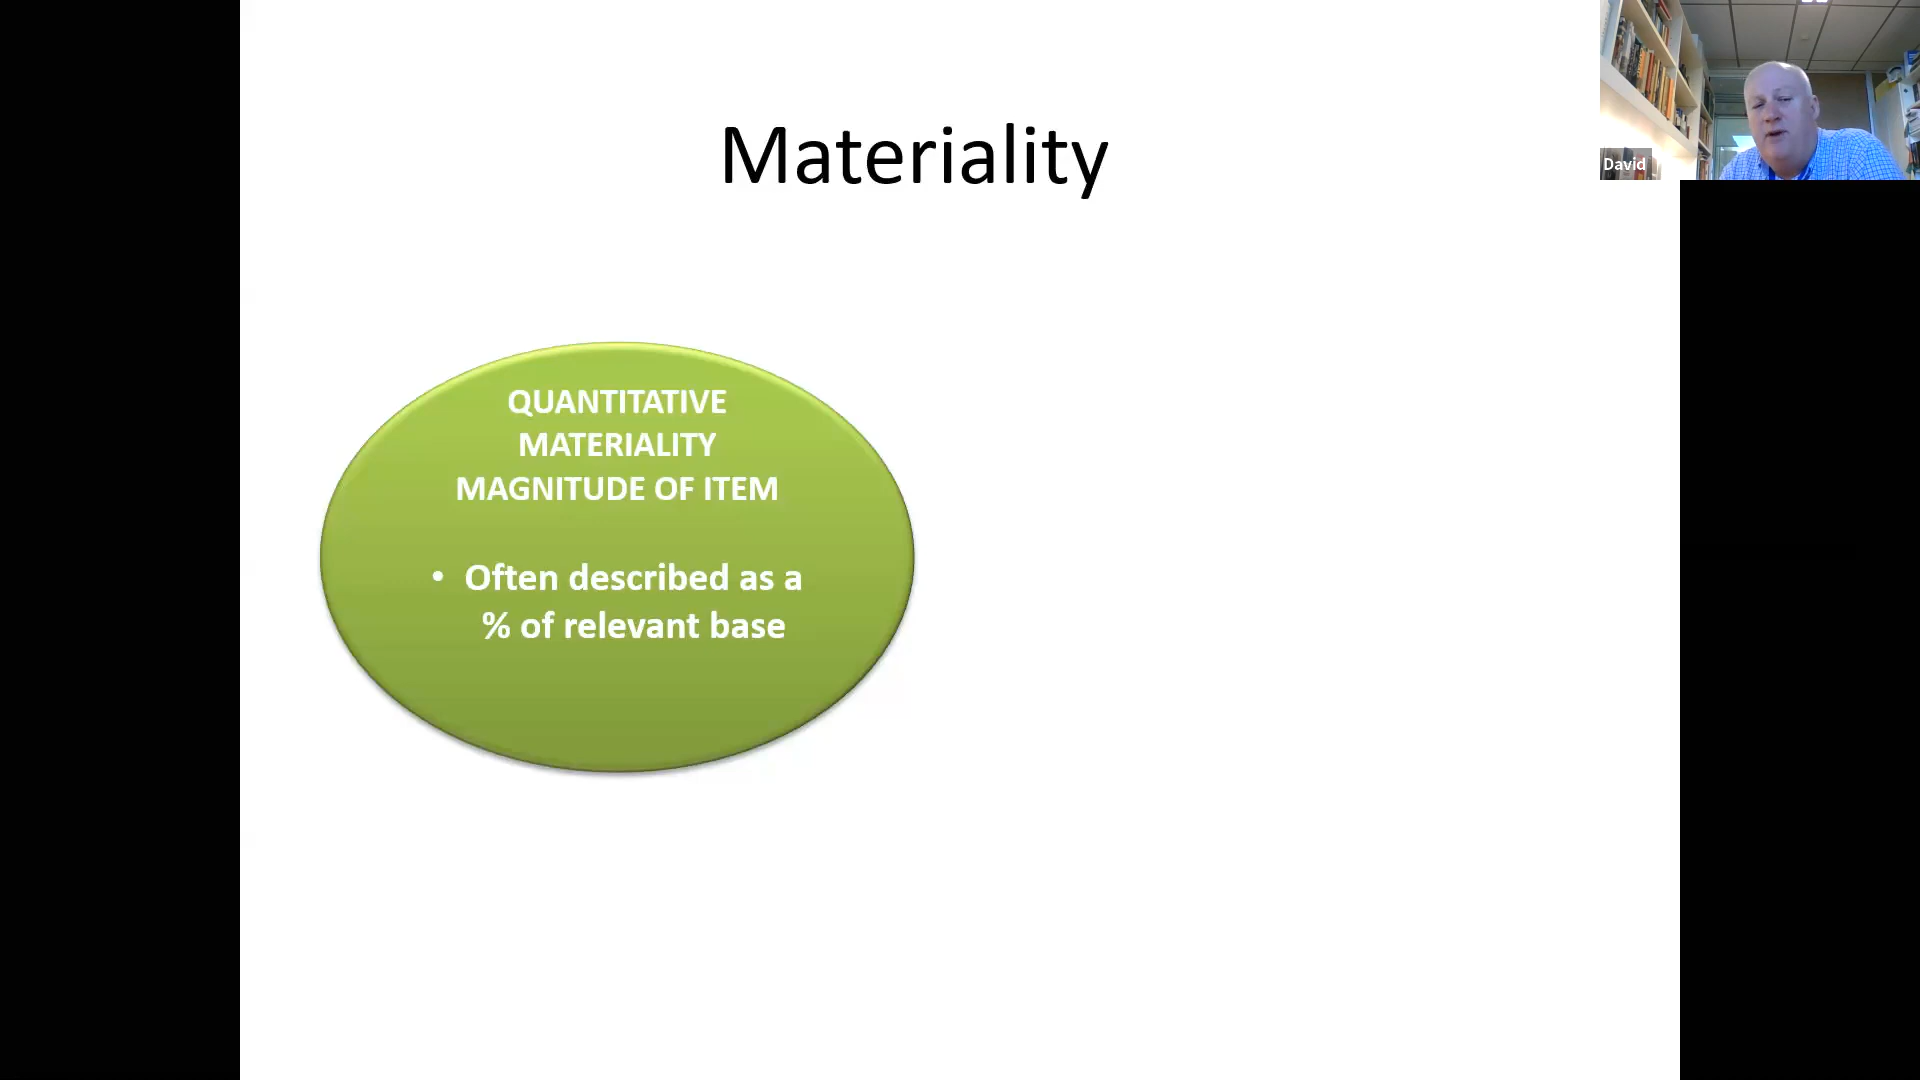 Materiality
David
QUANTITATIVE
MATERIALITY
MAGNITUDE OF ITEM
• Often described as a
% of relevant base